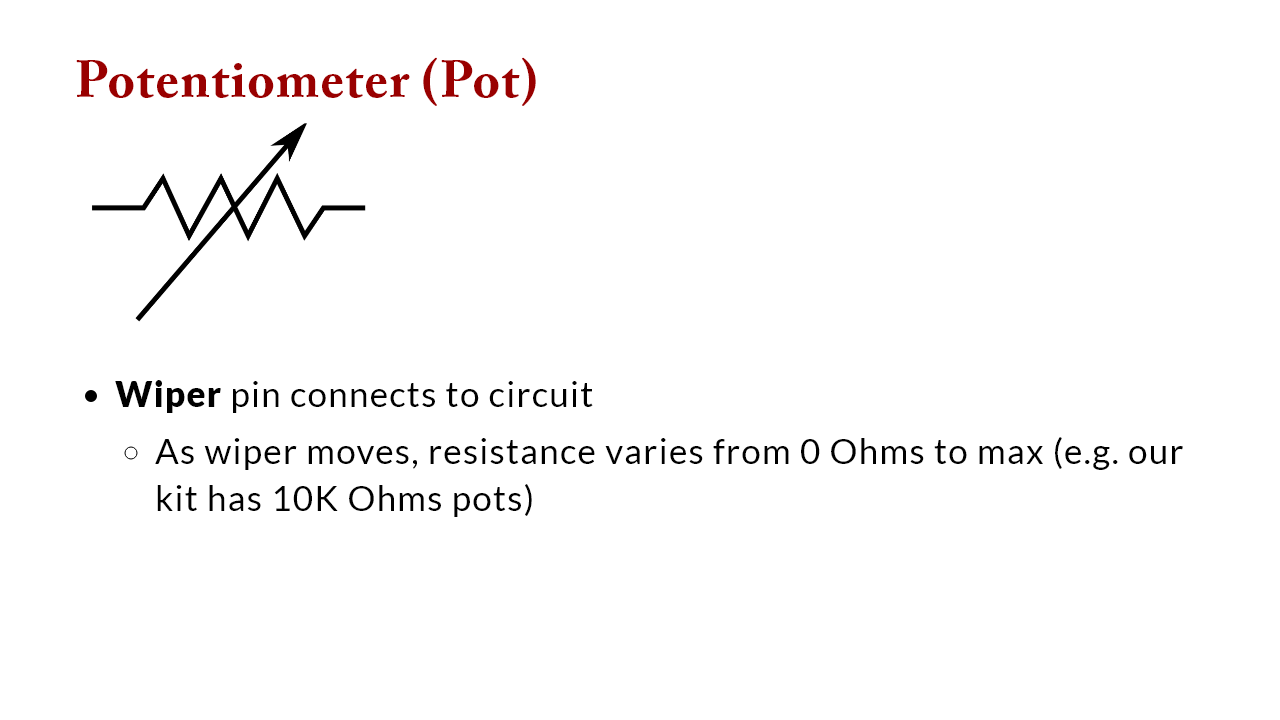 Potentiometer (Pot)
Wiper pin connects to circuit
As wiper moves, resistance varies from 0 Ohms to max (e.g. our
kit has 10K Ohms pots)